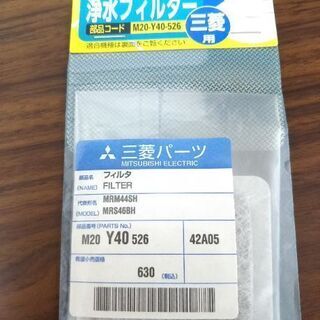 浄水フィルター
部品コード M20-Y40-526
適合機種は裏面をご覧ください
三菱用
三菱パーツ
MITSUBISHI ELECTRIC
部品名 フィルタ
(NAME) FILTER
代表形名 MRM44SH
(MODEL) MRS46BH
部品番号(PARTS No.)
M20 Y40 526 42A05
希望小売価格
630 (税込)